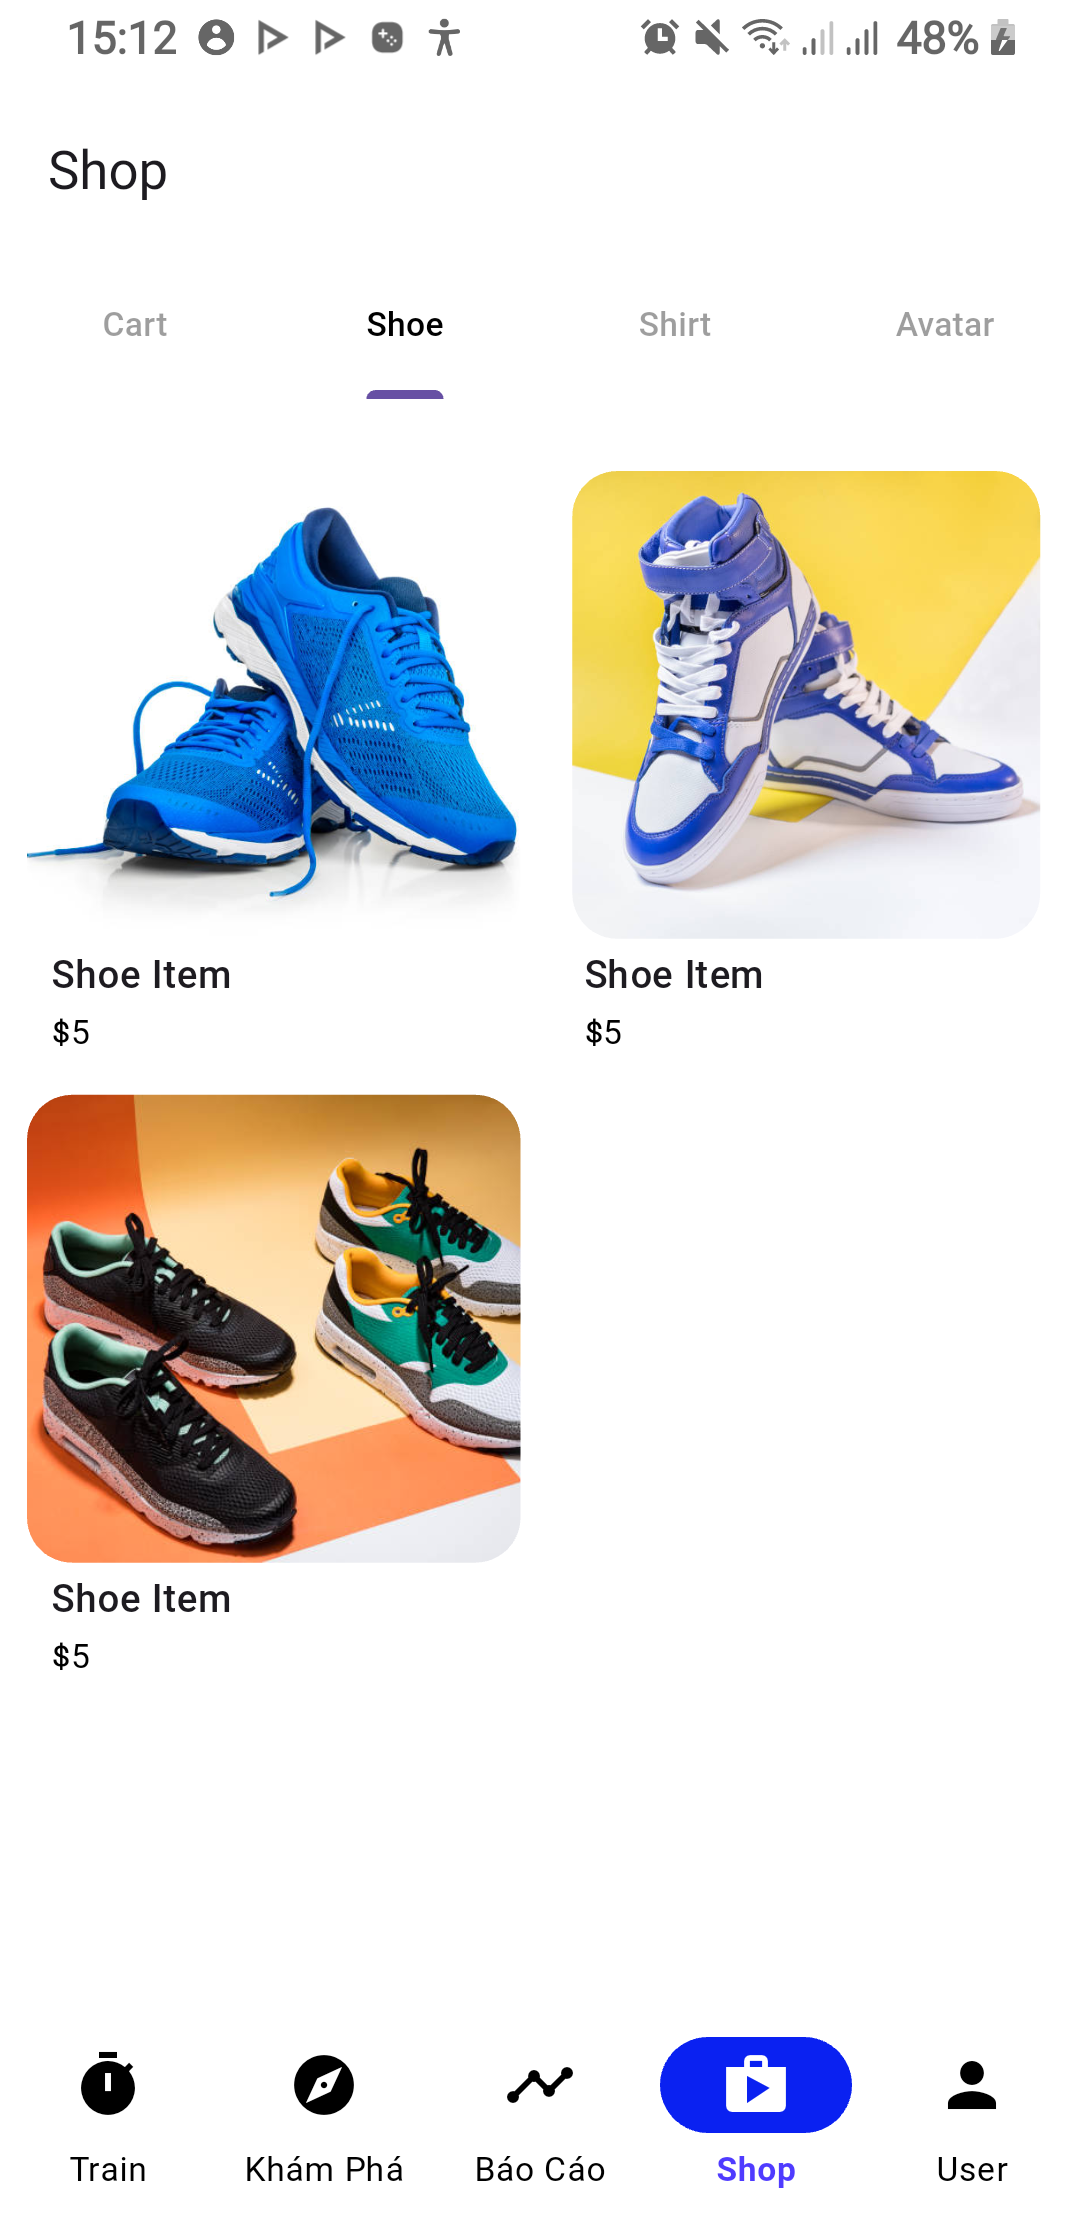 15:12 48%
Shop
Cart Shoe Shirt Avatar
Shoe Item Shoe Item
$5 $5
Shoe Item
$5
Train Khám Phá Báo Cáo Shop User